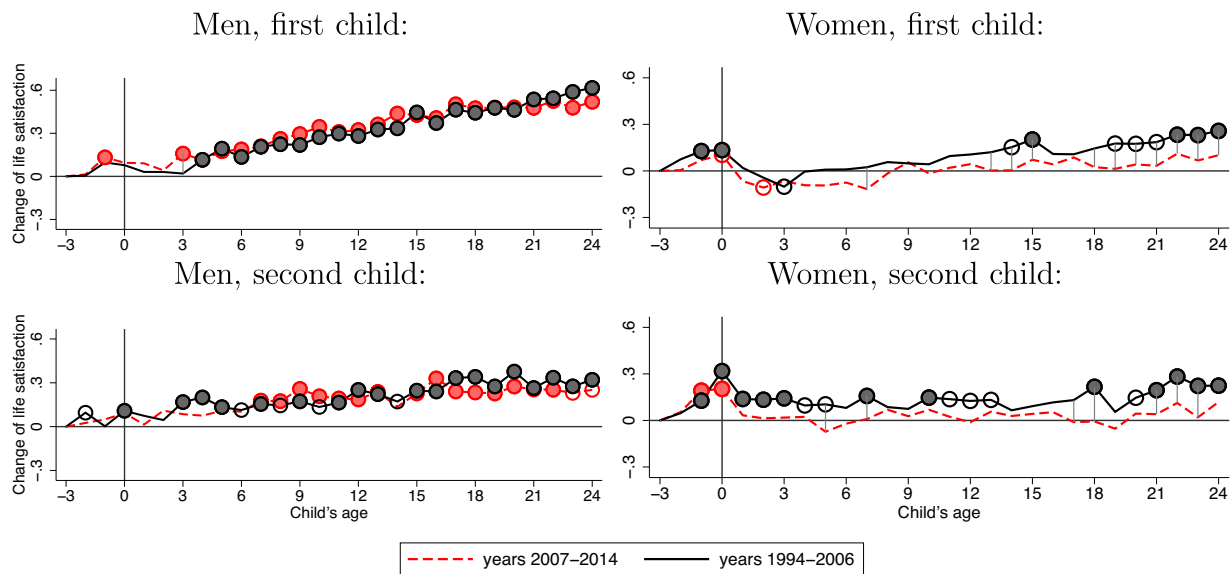 Men, first child:
Change of life satisfaction
.6
.3
0
−.3
−3 0 3 6 9 12 15 18 21 24
Women, first child:
.6
.3
0
−.3
−3 0 3 6 9 12 15 18 21 24
Men, second child:
Change of life satisfaction
.6
.3
0
−.3
−3 0 3 6 9 12 15 18 21 24
Child's age
Women, second child:
.6
.3
0
−.3
−3 0 3 6 9 12 15 18 21 24
Child's age
years 2007−2014
years 1994−2006